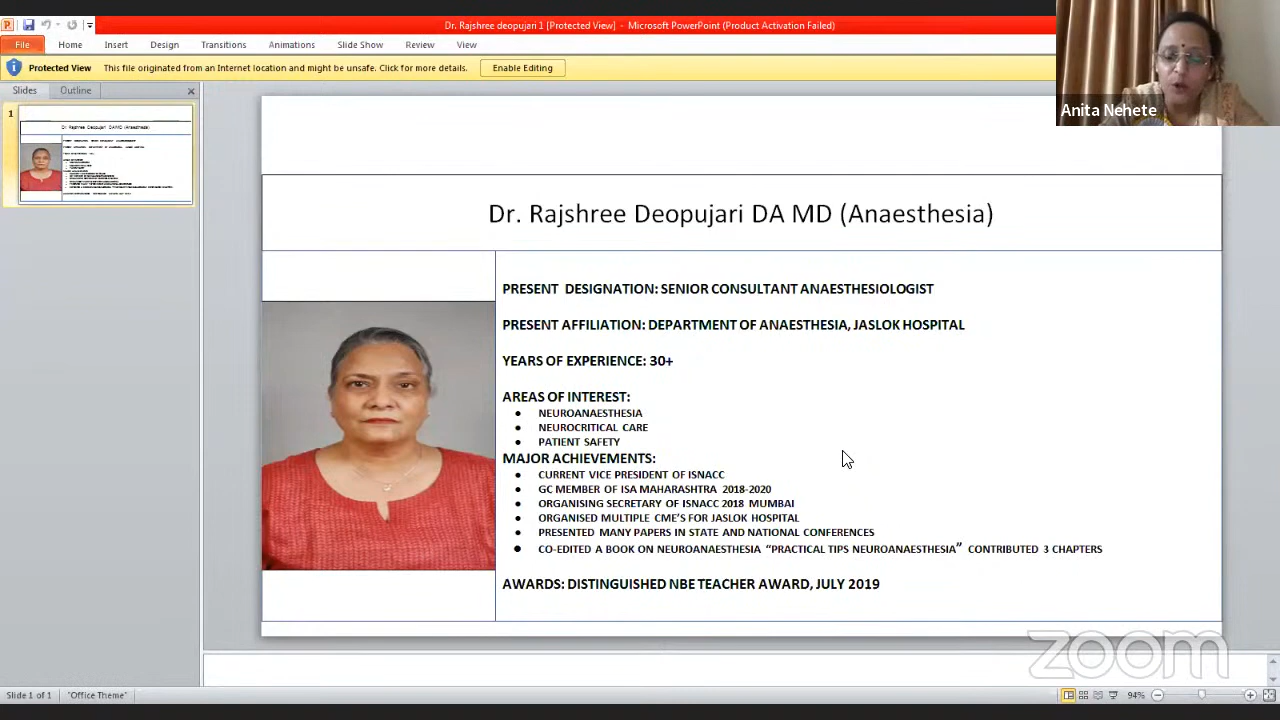 Dr. Rajshree deopujari 1 [Protected View] - Microsoft PowerPoint (Product Activation Failed)
File Home Insert Design Transitions Animations Slide Show Review View
Protected View This file originated from an Internet location and might be unsafe. Click for more details. Enable Editing
Anita Nehete
Slides Outline
1
Dr. Rajshree Deopujari DA MD (Anaesthesia)
PRESENT DESIGNATION: SENIOR CONSULTANT ANAESTHESIOLOGIST
PRESENT AFFILIATION: DEPARTMENT OF ANAESTHESIA, JASLOK HOSPITAL
YEARS OF EXPERIENCE: 30+
AREAS OF INTEREST:
• NEUROANAESTHESIA
• NEUROCRITICAL CARE
• PATIENT SAFETY
MAJOR ACHIEVEMENTS:
• CURRENT VICE PRESIDENT OF ISNACC
• GC MEMBER OF ISA MAHARASHTRA 2018-2020
• ORGANISING SECRETARY OF ISNACC 2018 MUMBAI
• ORGANISED MULTIPLE CME'S FOR JASLOK HOSPITAL
• PRESENTED MANY PAPERS IN STATE AND NATIONAL CONFERENCES
• CO-EDITED A BOOK ON NEUROANAESTHESIA “PRACTICAL TIPS NEUROANAESTHESIA” CONTRIBUTED 3 CHAPTERS
AWARDS: DISTINGUISHED NBE TEACHER AWARD, JULY 2019
zoom
Slide 1 of 1 "Office Theme" 94%